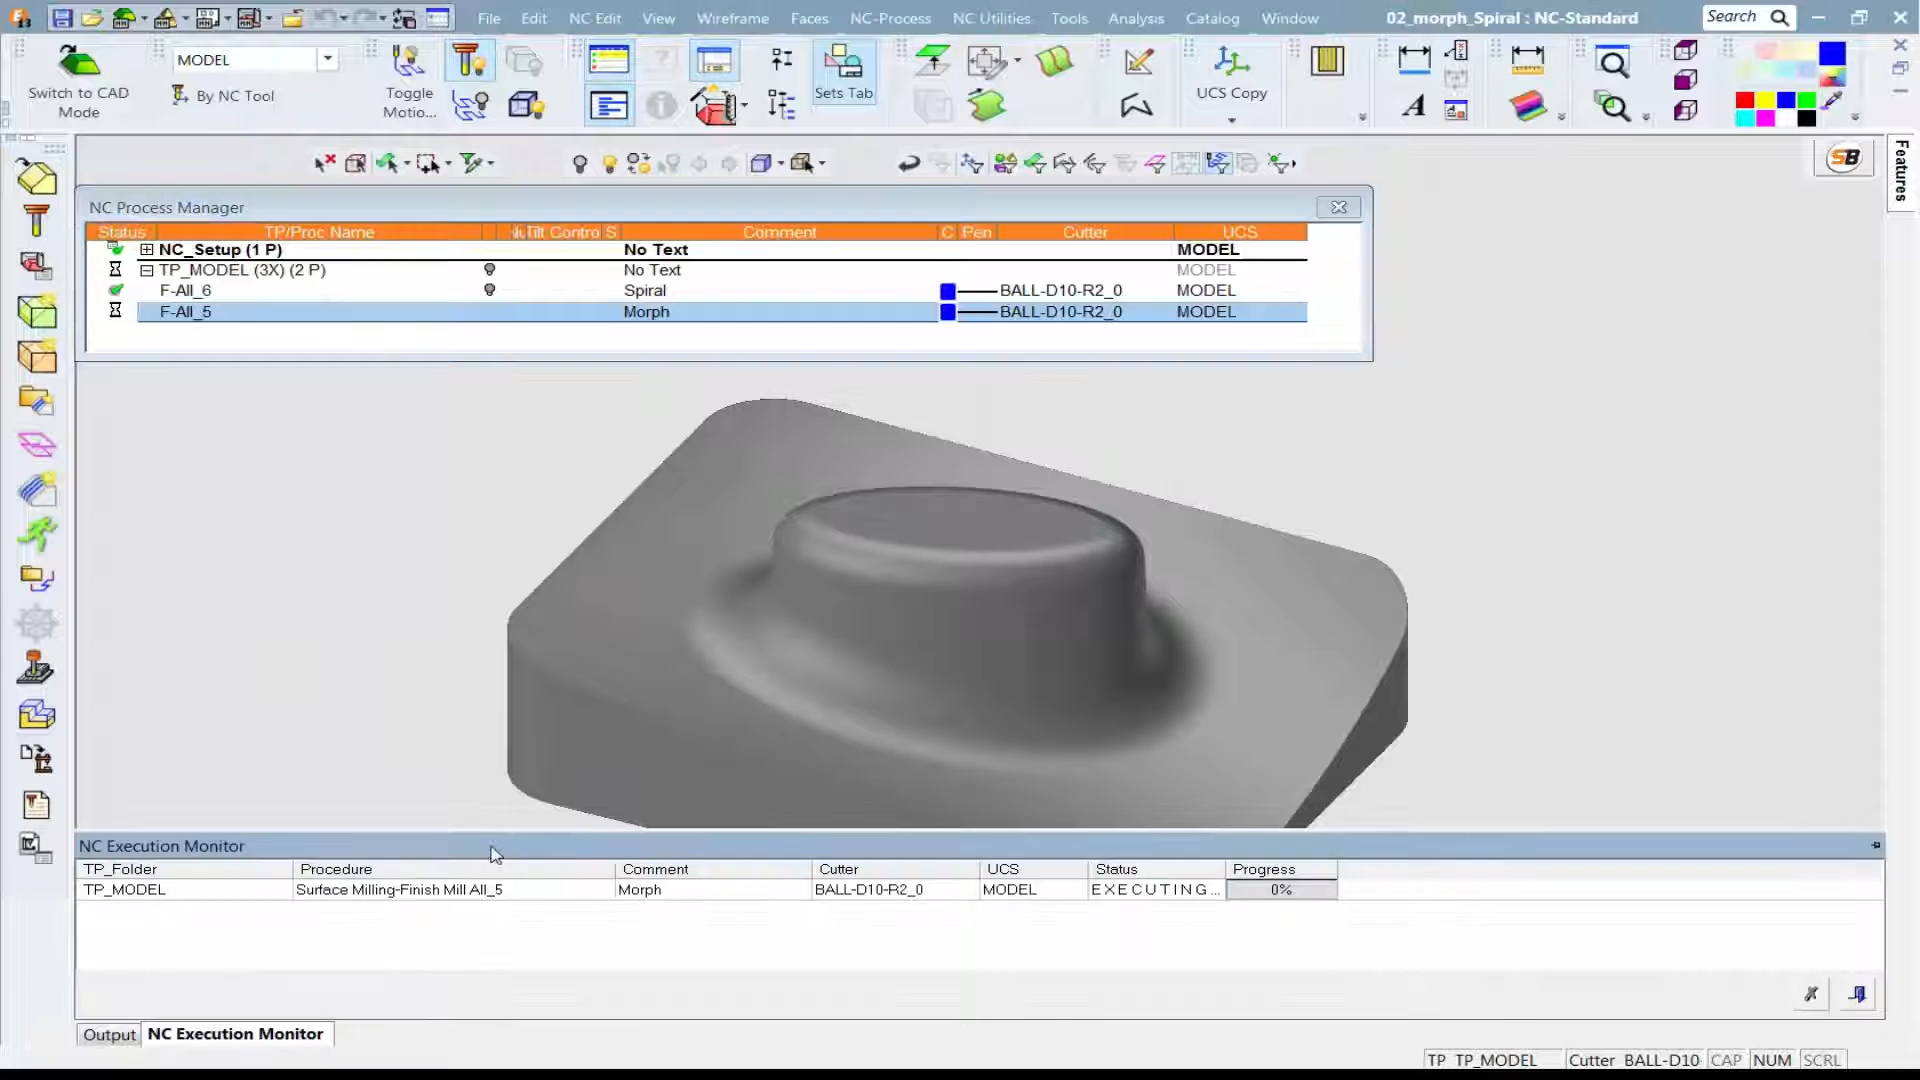 File Edit NC Edit View Wireframe Faces NC-Process NC Utilities Tools Analysis Catalog Window 02_morph_Spiral : NC-Standard Search
MODEL
Switch to CAD Mode
By NC Tool
Toggle Motio...
Sets Tab
UCS Copy
A
SB
Features
NC Process Manager
Status TP/Proc Name Tilt Contro S Comment C Pen Cutter UCS
NC_Setup (1 P) No Text MODEL
TP_MODEL (3X) (2 P) No Text MODEL
F-All_6 Spiral BALL-D10-R2_0 MODEL
F-All_5 Morph BALL-D10-R2_0 MODEL
NC Execution Monitor
TP_Folder Procedure Comment Cutter UCS Status Progress
TP_MODEL Surface Milling-Finish Mill All_5 Morph BALL-D10-R2_0 MODEL EXECUTING... 0%
Output NC Execution Monitor
TP TP_MODEL Cutter BALL-D10 CAP NUM SCRL